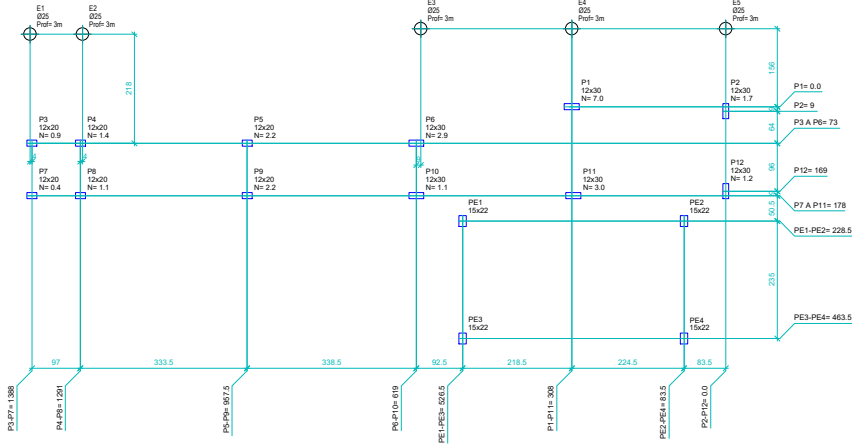 E1
Ø25
Prof= 3m
E2
Ø25
Prof= 3m
E3
Ø25
Prof= 3m
E4
Ø25
Prof= 3m
E5
Ø25
Prof= 3m
218
156
P1
12x30
N= 7.0
P2
12x30
N= 1.7
P1= 0.0
P2= 9
P3
12x20
N= 0.9
P4
12x20
N= 1.4
P5
12x20
N= 2.2
P6
12x30
N= 2.9
64
P3 A P6= 73
96
P7
12x20
N= 0.4
P8
12x20
N= 1.1
P9
12x20
N= 2.2
P10
12x30
N= 1.1
P11
12x30
N= 3.0
P12
12x30
N= 1.2
P12= 169
P7 A P11= 178
50.5
PE1
15x22
PE2
15x22
PE1-PE2= 228.5
235
PE3
15x22
PE4
15x22
PE3-PE4= 463.5
97
333.5
338.5
92.5
218.5
224.5
83.5
P3-P7= 1388
P4-P8= 1291
P5-P9= 957.5
P6-P10= 619
PE1-PE3= 526.5
P1-P11= 308
PE2-PE4= 83.5
P2-P12= 0.0